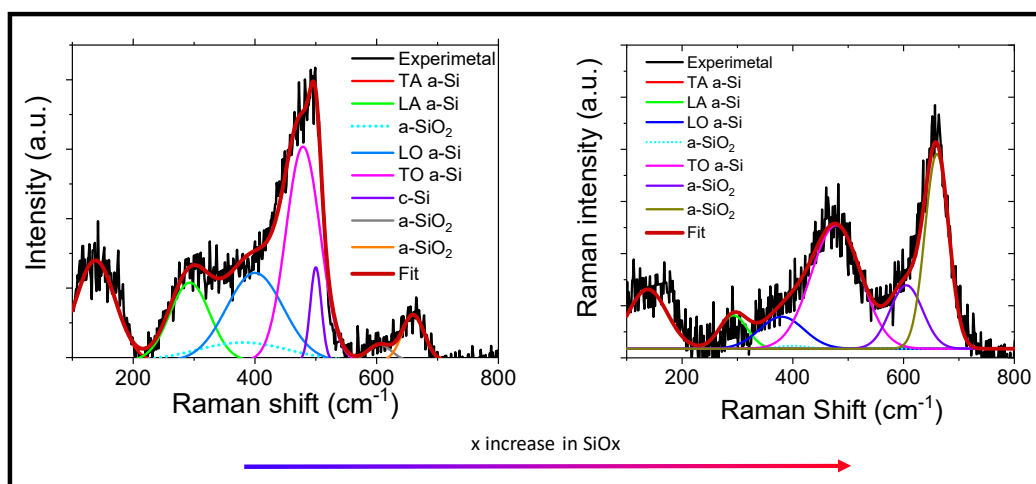 Intensity (a.u.)
Experimetal
TA a-Si
LA a-Si
a-SiO₂
LO a-Si
TO a-Si
c-Si
a-SiO₂
a-SiO₂
Fit
200 400 600 800
Raman shift (cm⁻¹)
Raman intensity (a.u.)
Experimetal
TA a-Si
LA a-Si
LO a-Si
a-SiO₂
TO a-Si
a-SiO₂
a-SiO₂
Fit
200 400 600 800
Raman Shift (cm⁻¹)
x increase in SiOx